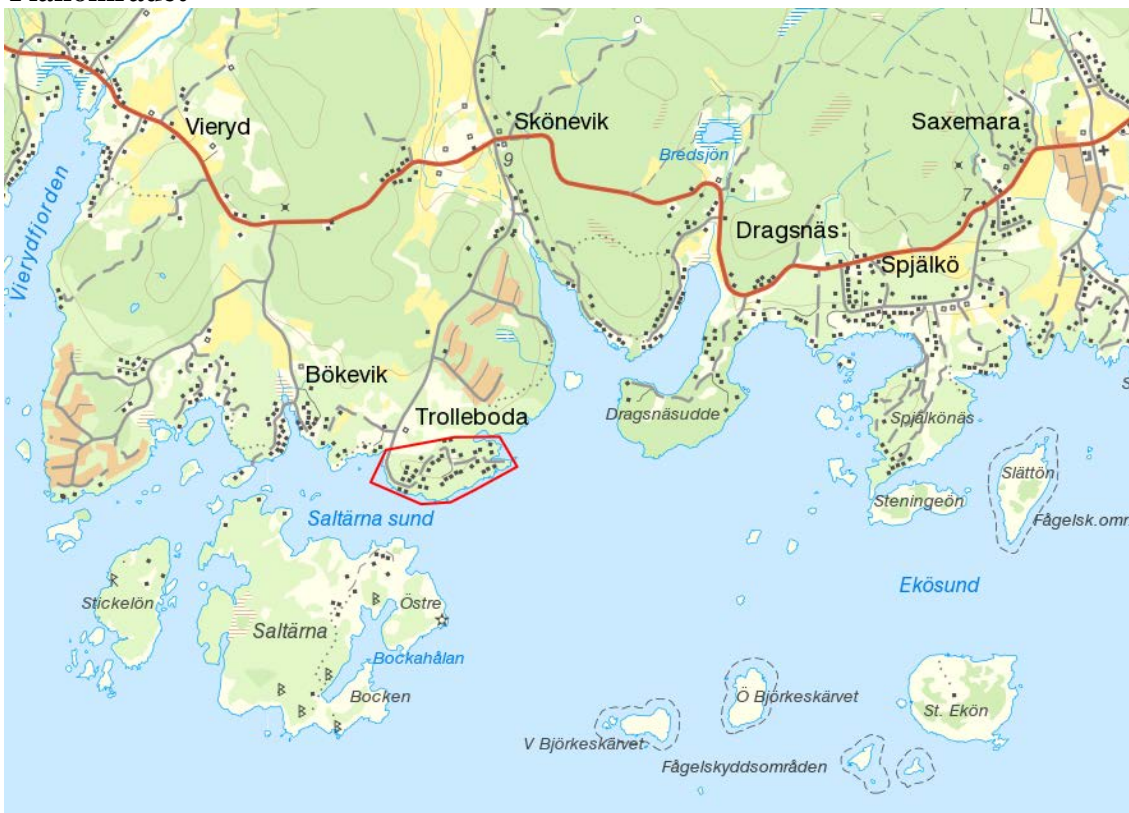 Vieryd
Skönevik
Saxemara
9
Bredsjön
7
Vierydfjorden
Dragsnäs
Spjälkö
Bökevik
Trolleboda
Dragsnäsudde
Spjälkönäs
Slättön
Steningeön
Saltärna sund
Fågelsk.omr
Ekösund
Stickelön
Östre
Saltärna
Bockahålan
Bocken
Ö Björkeskärvet
St. Ekön
V Björkeskärvet
Fågelskyddsområden